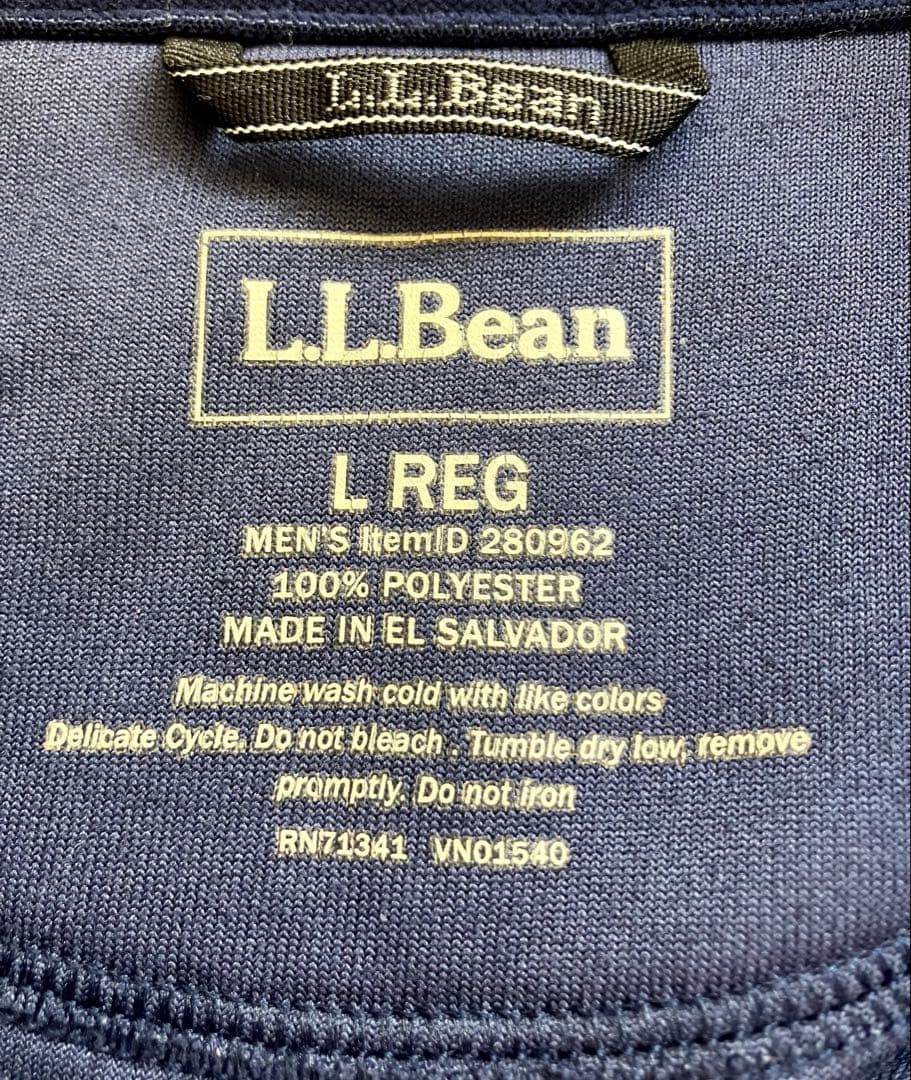 L.L.Bean
L.L.Bean
L REG
MEN'S ItemID 280962
100% POLYESTER
MADE IN EL SALVADOR
Machine wash cold with like colors
Delicate Cycle. Do not bleach . Tumble dry low, remove
promptly. Do not iron
RN71341 VN01540